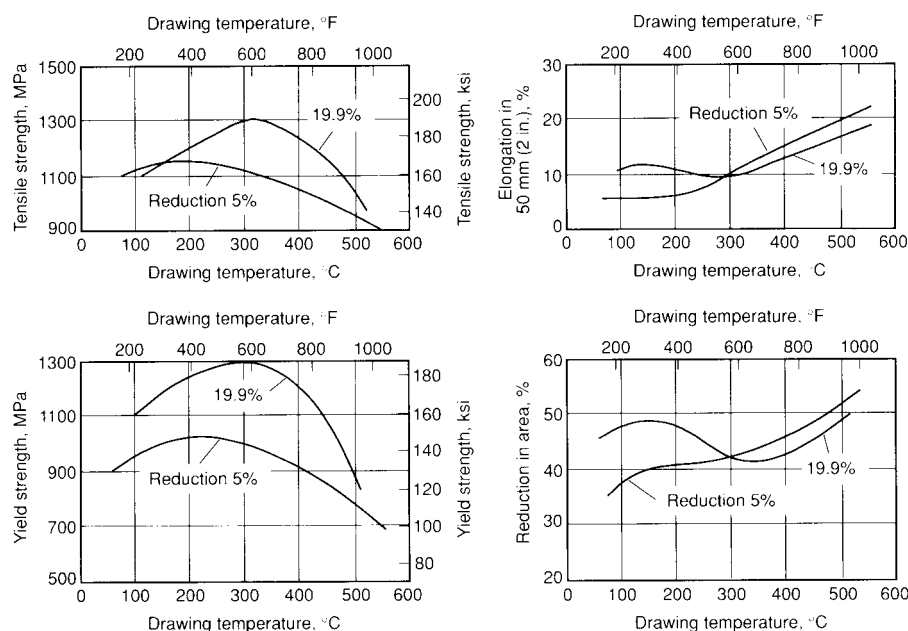 Drawing temperature, °F
200 400 600 800 1000
Tensile strength, MPa
1500
1300
1100
900
Tensile strength, ksi
190
180
160
140
19.9%
Reduction 5%
0 100 200 300 400 500 600
Drawing temperature, °C
Drawing temperature, °F
200 400 600 800 1000
Elongation in
50 mm (2 in.), %
30
20
10
0
Reduction 5%
19.9%
0 100 200 300 400 500 600
Drawing temperature, °C
Drawing temperature, °F
200 400 600 800 1000
Yield strength, MPa
1300
1100
900
700
500
Yield strength, ksi
180
160
140
120
100
80
19.9%
Reduction 5%
0 100 200 300 400 500 600
Drawing temperature, °C
Drawing temperature, °F
200 400 600 800 1000
Reduction in area, %
60
50
40
30
20
19.9%
Reduction 5%
0 100 200 300 400 500 600
Drawing temperature, °C